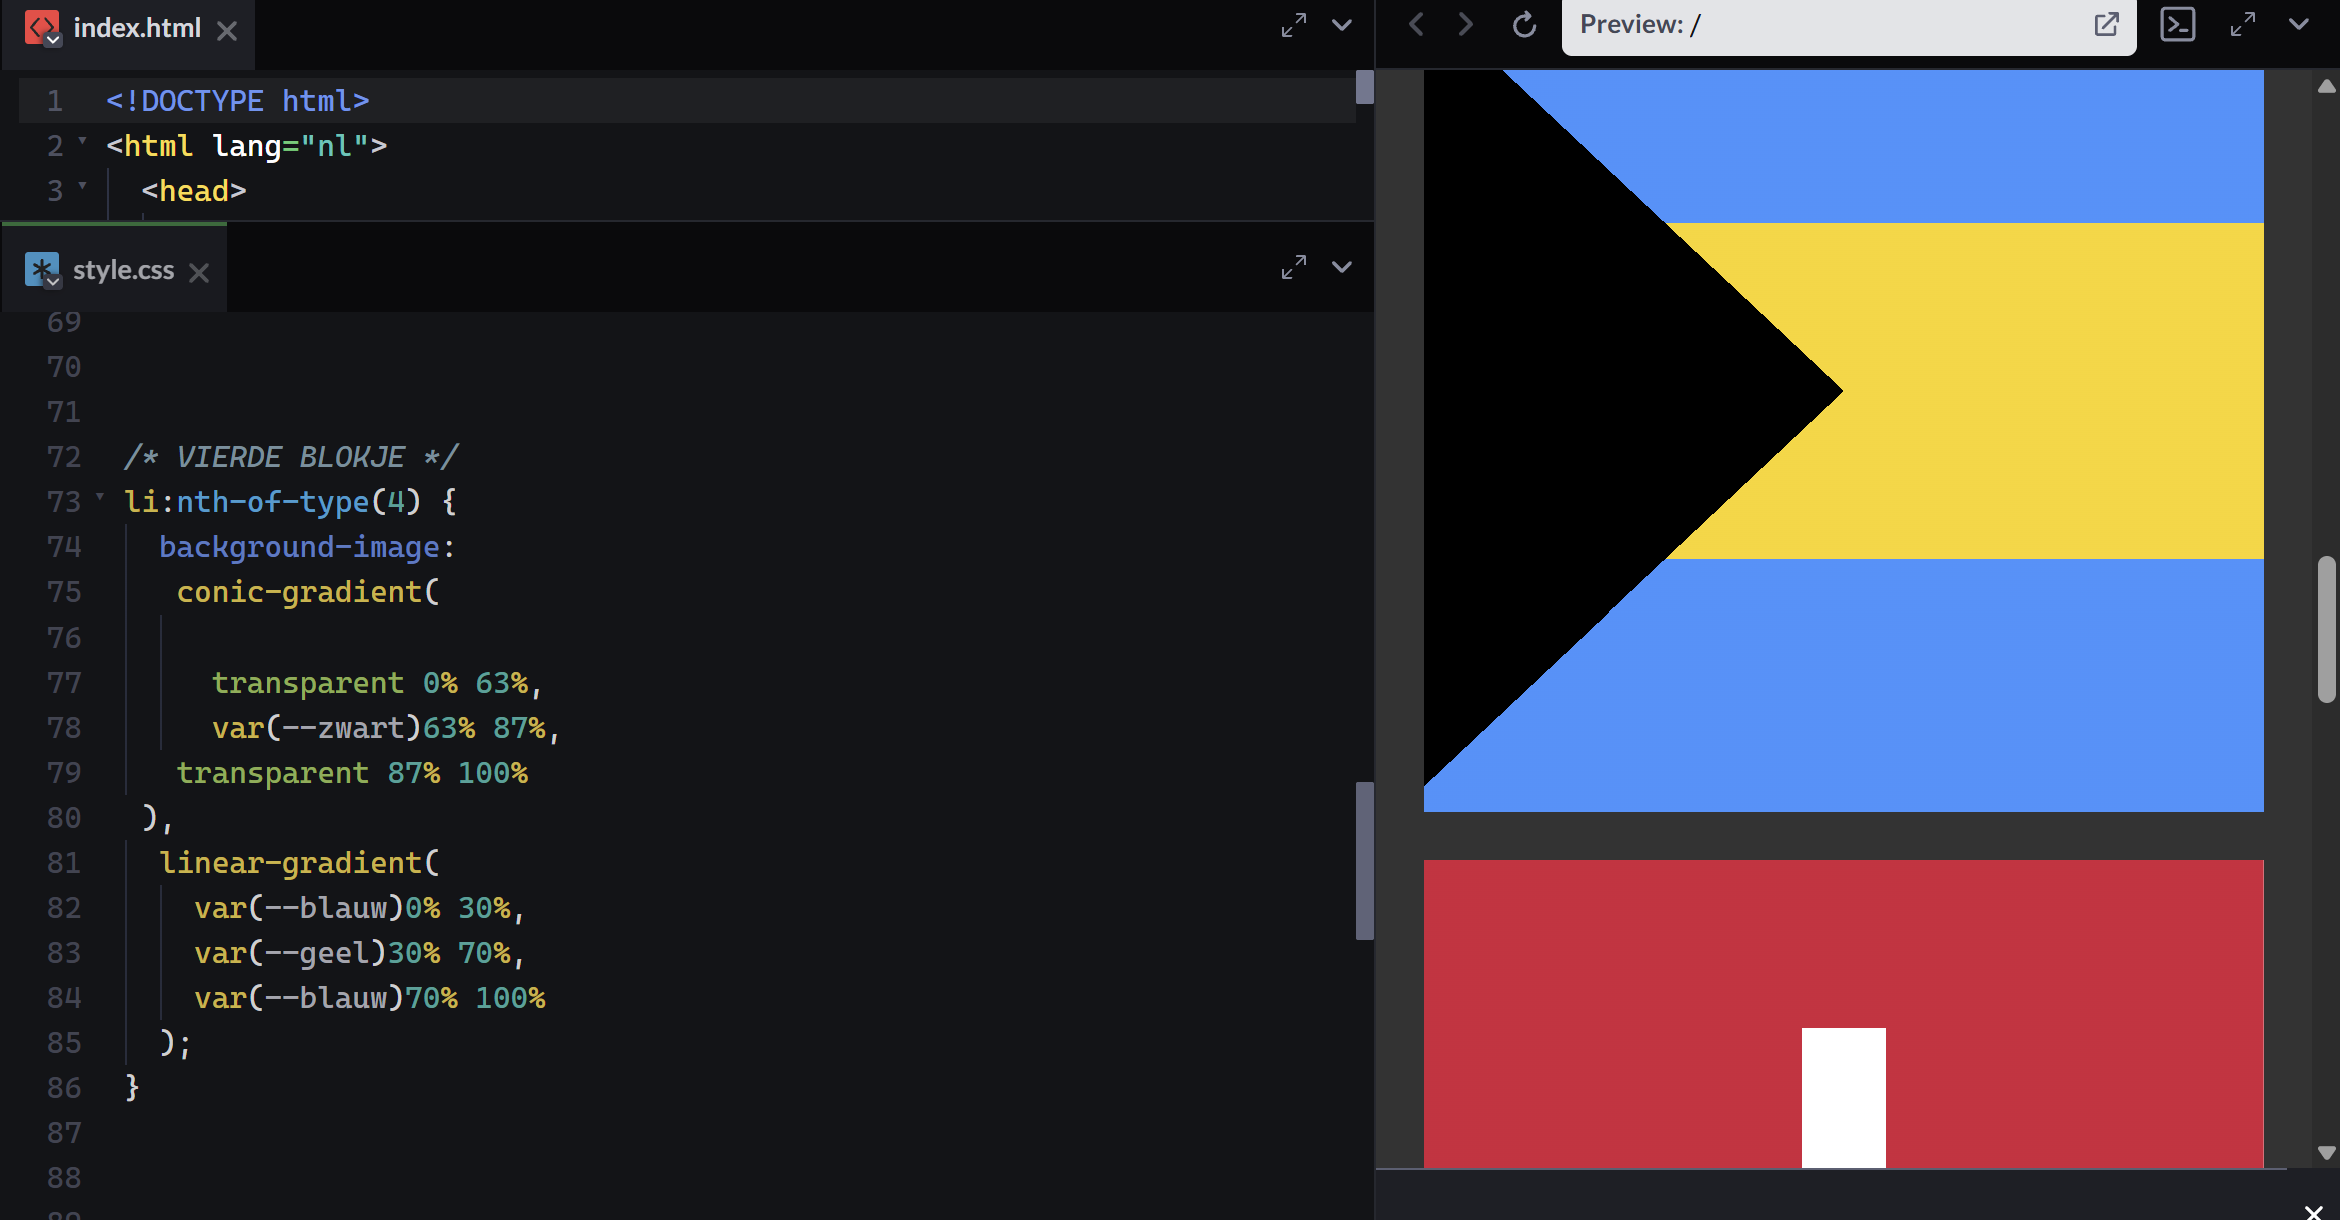 index.html
Preview: /
1 <!DOCTYPE html>
2 <html lang="nl">
3 <head>
style.css
69
70
71
72 /* VIERDE BLOKJE */
73 li:nth-of-type(4) {
74 background-image:
75 conic-gradient(
76
77 transparent 0% 63%,
78 var(--zwart)63% 87%,
79 transparent 87% 100%
80 ),
81 linear-gradient(
82 var(--blauw)0% 30%,
83 var(--geel)30% 70%,
84 var(--blauw)70% 100%
85 );
86 }
87
88
89